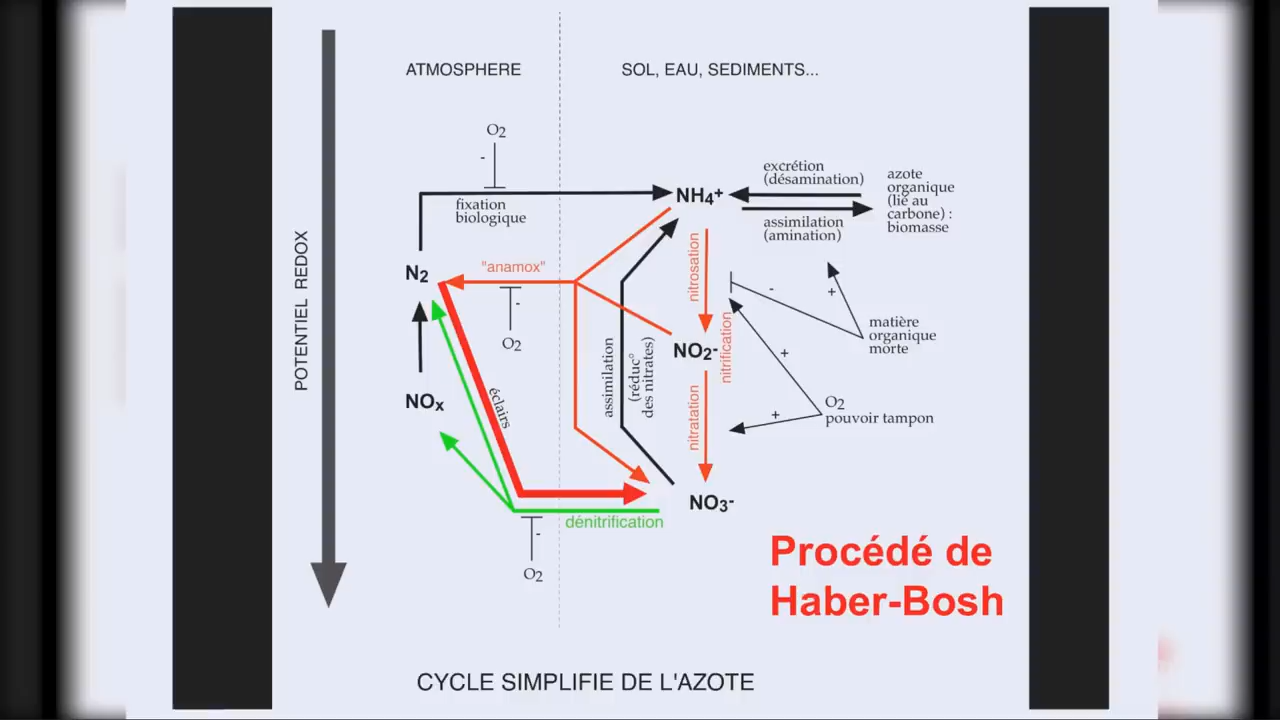 ATMOSPHERE
SOL, EAU, SEDIMENTS...
O2
-
excrétion
(désamination)
NH4+
azote
organique
(lié au
carbone) :
biomasse
fixation
biologique
assimilation
(amination)
POTENTIEL REDOX
N2
"anamox"
-
O2
nitrosation
nitrification
-
+
matière
organique
morte
NO2-
assimilation
(réduc°
des nitrates)
+
NOx
éclairs
nitratation
+
O2
pouvoir tampon
NO3-
dénitrification
-
O2
Procédé de
Haber-Bosh
CYCLE SIMPLIFIE DE L'AZOTE